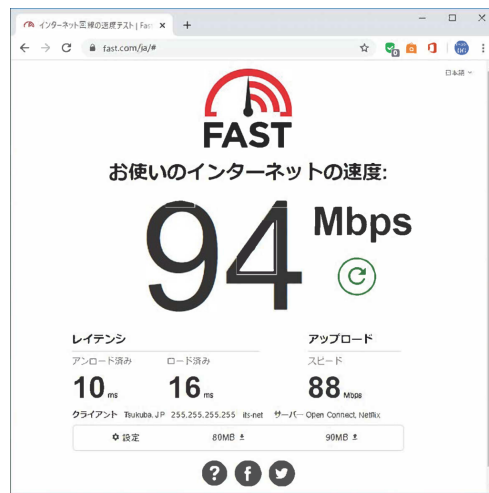 インターネット回線の速度テスト | Fas
fast.com/ja/#
日本語
FAST
お使いのインターネットの速度:
94 Mbps
レイテンシ アップロード
アンロード済み ロード済み スピード
10 ms 16 ms 88 Mbps
クライアント Tsukuba, JP 255.255.255.255 its-net サーバー Open Connect, Netflix
設定 80MB 90MB